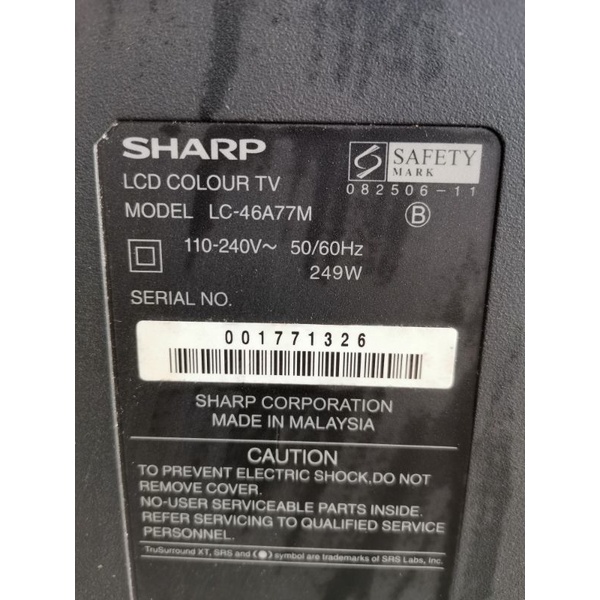 SHARP
SAFETY
MARK
LCD COLOUR TV
082506-11
MODEL LC-46A77M
B
110-240V~ 50/60Hz
249W
SERIAL NO.
001771326
SHARP CORPORATION
MADE IN MALAYSIA
CAUTION
TO PREVENT ELECTRIC SHOCK,DO NOT
REMOVE COVER.
NO-USER SERVICEABLE PARTS INSIDE.
REFER SERVICING TO QUALIFIED SERVICE
PERSONNEL.
TruSurround XT, SRS and (●) symbol are trademarks of SRS Labs, Inc.